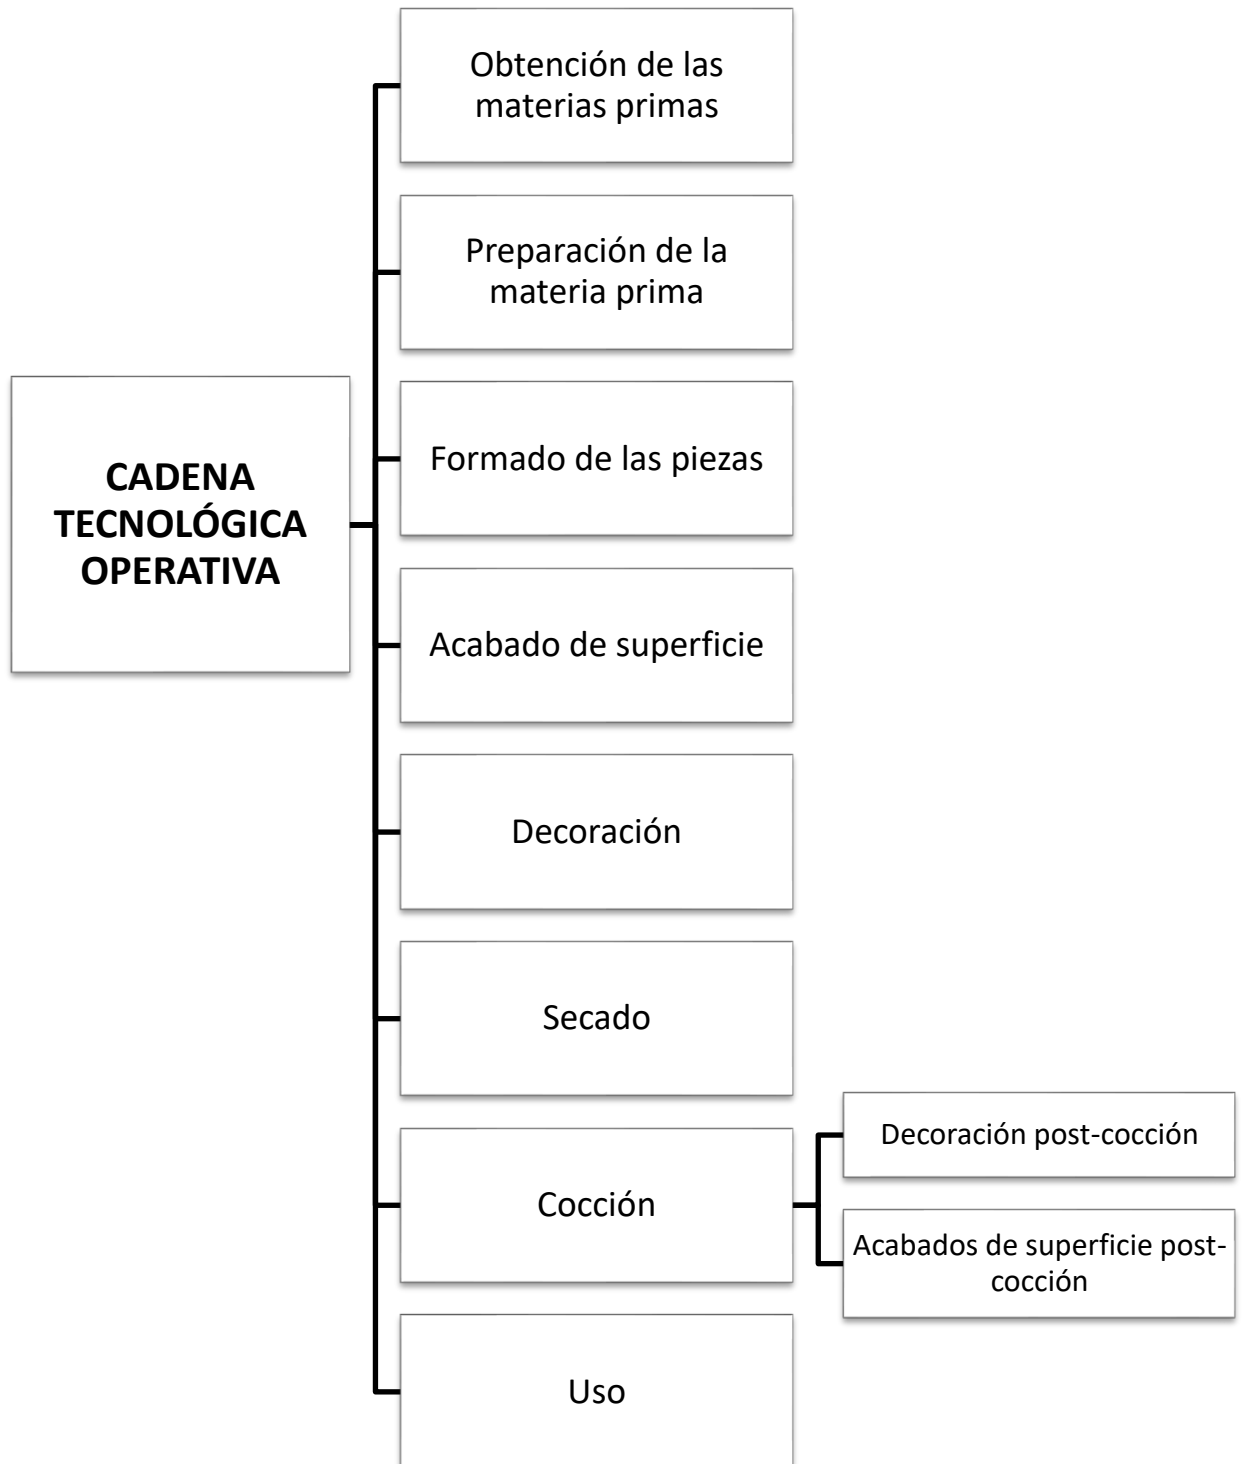 Obtención de las
materias primas
Preparación de la
materia prima
Formado de las piezas
CADENA
TECNOLÓGICA
OPERATIVA
Acabado de superficie
Decoración
Secado
Cocción
Decoración post-cocción
Acabados de superficie post-
cocción
Uso